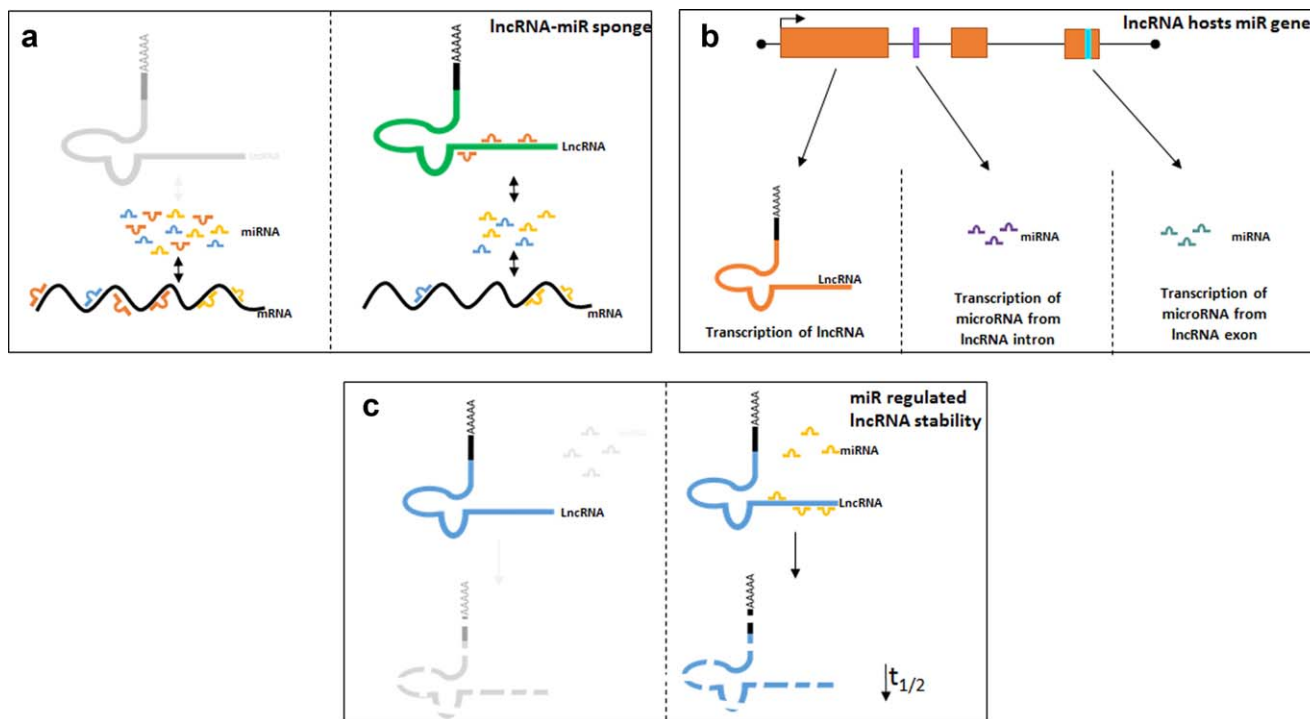 a
lncRNA-miR sponge
AAAAA
AAAAA
LncRNA
miRNA
mRNA
mRNA
b
lncRNA hosts miR gene
AAAAA
LncRNA
miRNA
miRNA
Transcription of lncRNA
Transcription of
microRNA from
lncRNA intron
Transcription of
microRNA from
lncRNA exon
c
miR regulated
lncRNA stability
AAAAA
AAAAA
miRNA
LncRNA
LncRNA
AAAAA
AAAAA
t1/2